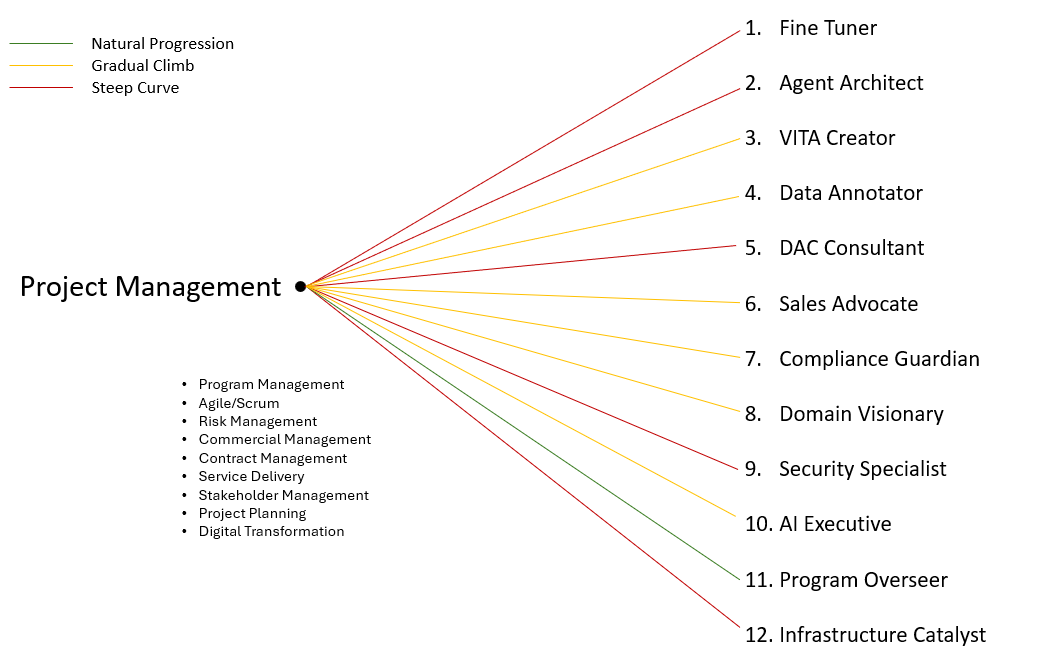 Natural Progression
Gradual Climb
Steep Curve
1. Fine Tuner
2. Agent Architect
3. VITA Creator
4. Data Annotator
5. DAC Consultant
6. Sales Advocate
7. Compliance Guardian
8. Domain Visionary
9. Security Specialist
10. AI Executive
11. Program Overseer
12. Infrastructure Catalyst
Project Management
• Program Management
• Agile/Scrum
• Risk Management
• Commercial Management
• Contract Management
• Service Delivery
• Stakeholder Management
• Project Planning
• Digital Transformation